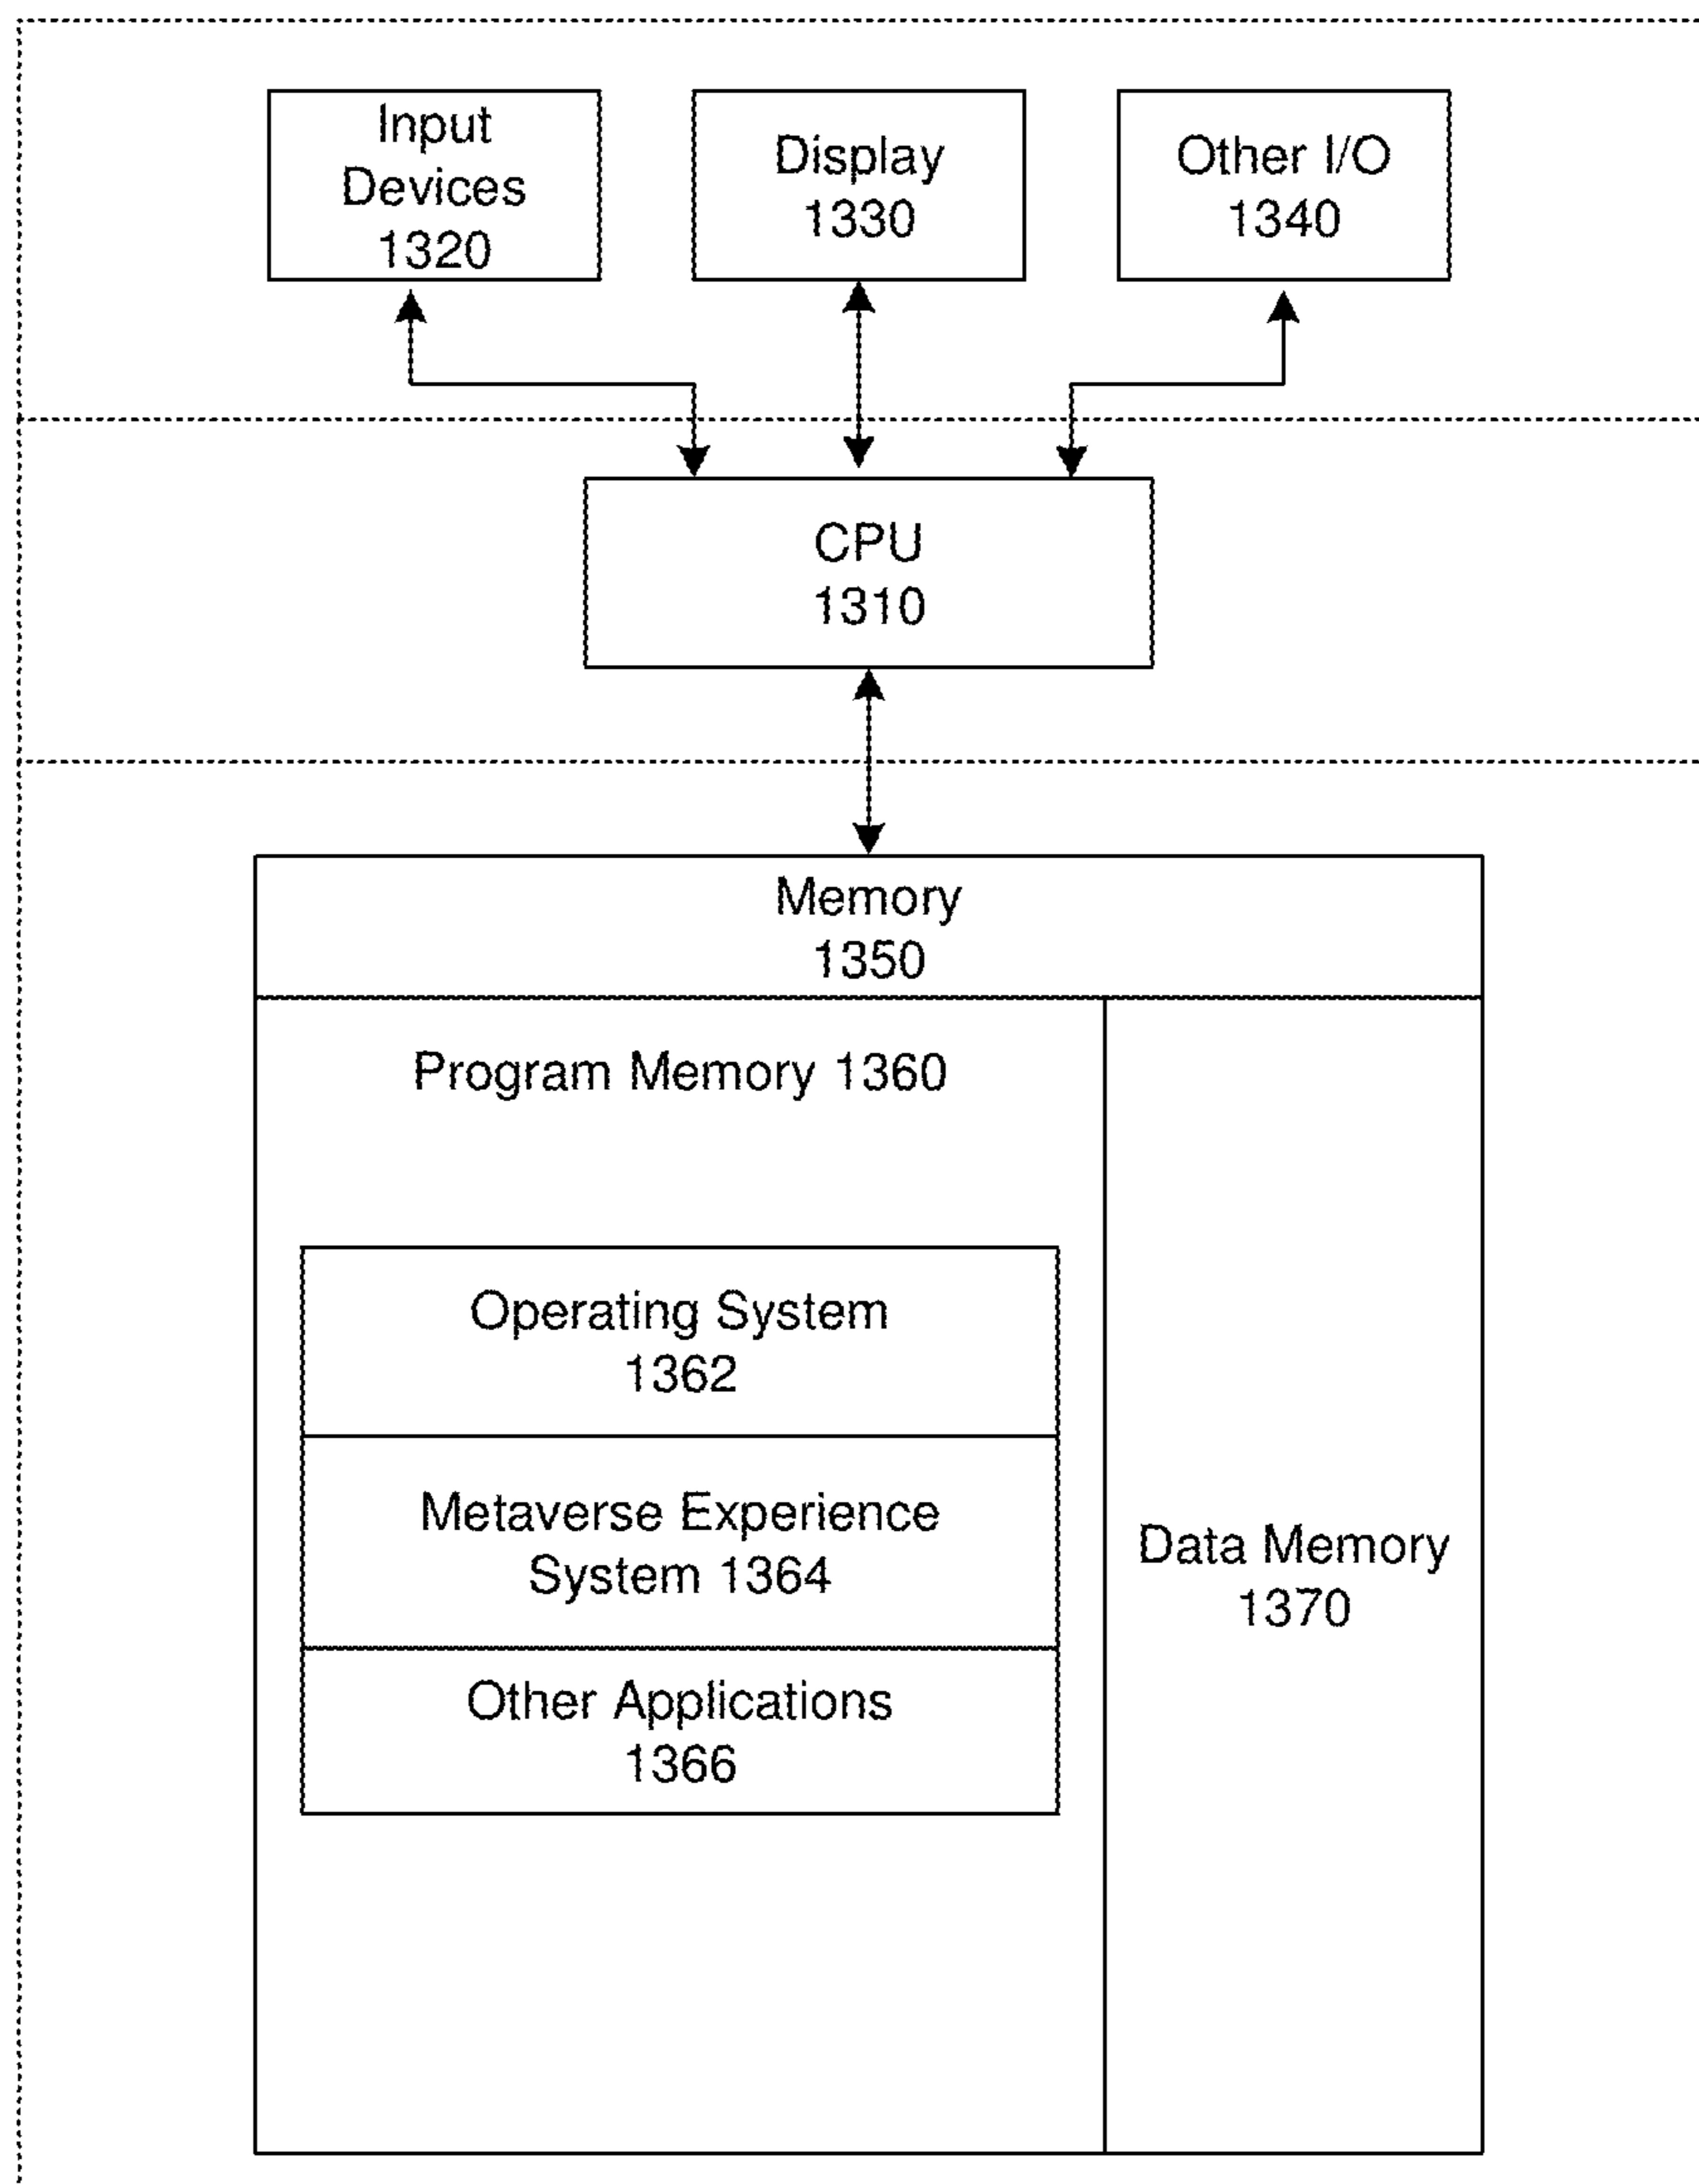 Input
Devices
1320
Display
1330
Other I/O
1340
CPU
1310
Memory
1350
Program Memory 1360
Operating System
1362
Metaverse Experience
System 1364
Other Applications
1366
Data Memory
1370